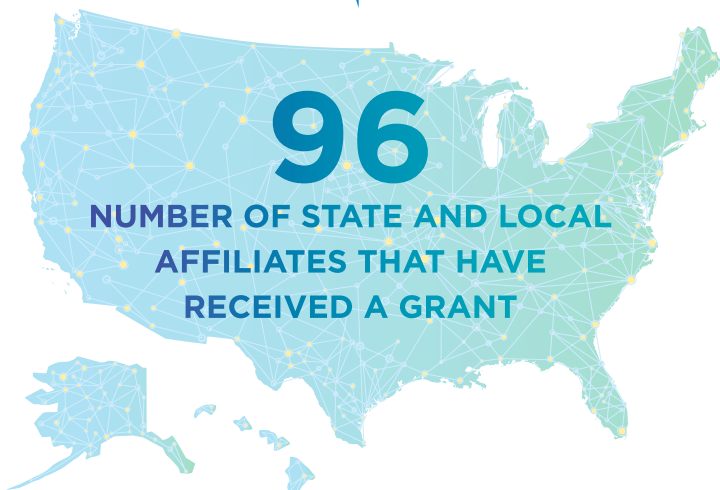 96
NUMBER OF STATE AND LOCAL
AFFILIATES THAT HAVE
RECEIVED A GRANT